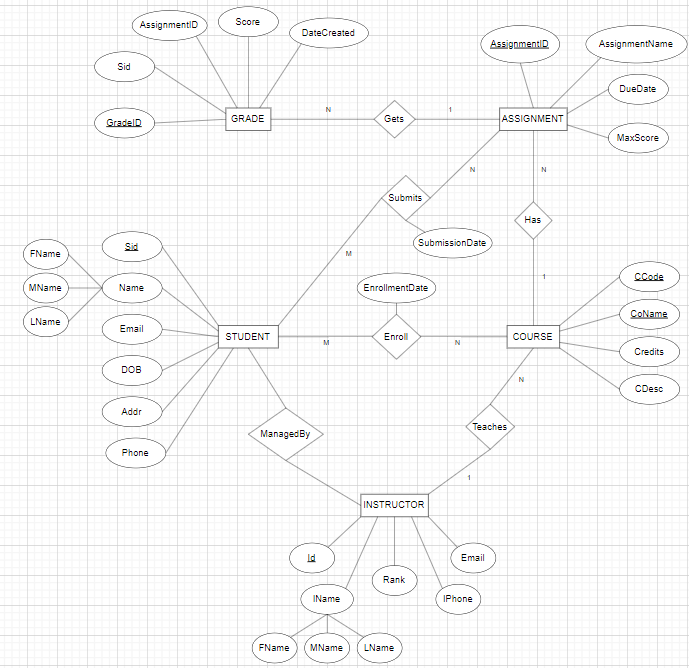 AssignmentID
Score
DateCreated
Sid
GradeID
GRADE
N
Gets
1
AssignmentID
AssignmentName
DueDate
MaxScore
ASSIGNMENT
N
Submits
M
SubmissionDate
N
Has
1
FName
MName
LName
Sid
Name
Email
DOB
Addr
Phone
STUDENT
EnrollmentDate
M
Enroll
N
COURSE
CCode
CoName
Credits
CDesc
ManagedBy
N
Teaches
1
INSTRUCTOR
Id
IName
Rank
IPhone
Email
FName
MName
LName